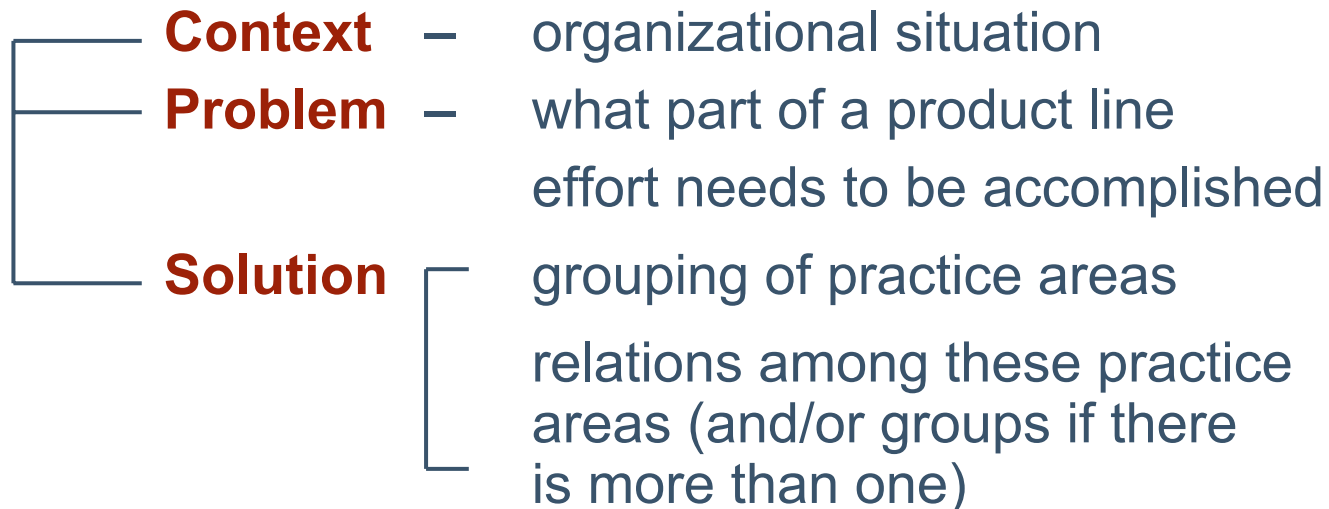 Context – organizational situation
Problem – what part of a product line
effort needs to be accomplished
Solution grouping of practice areas
relations among these practice
areas (and/or groups if there
is more than one)